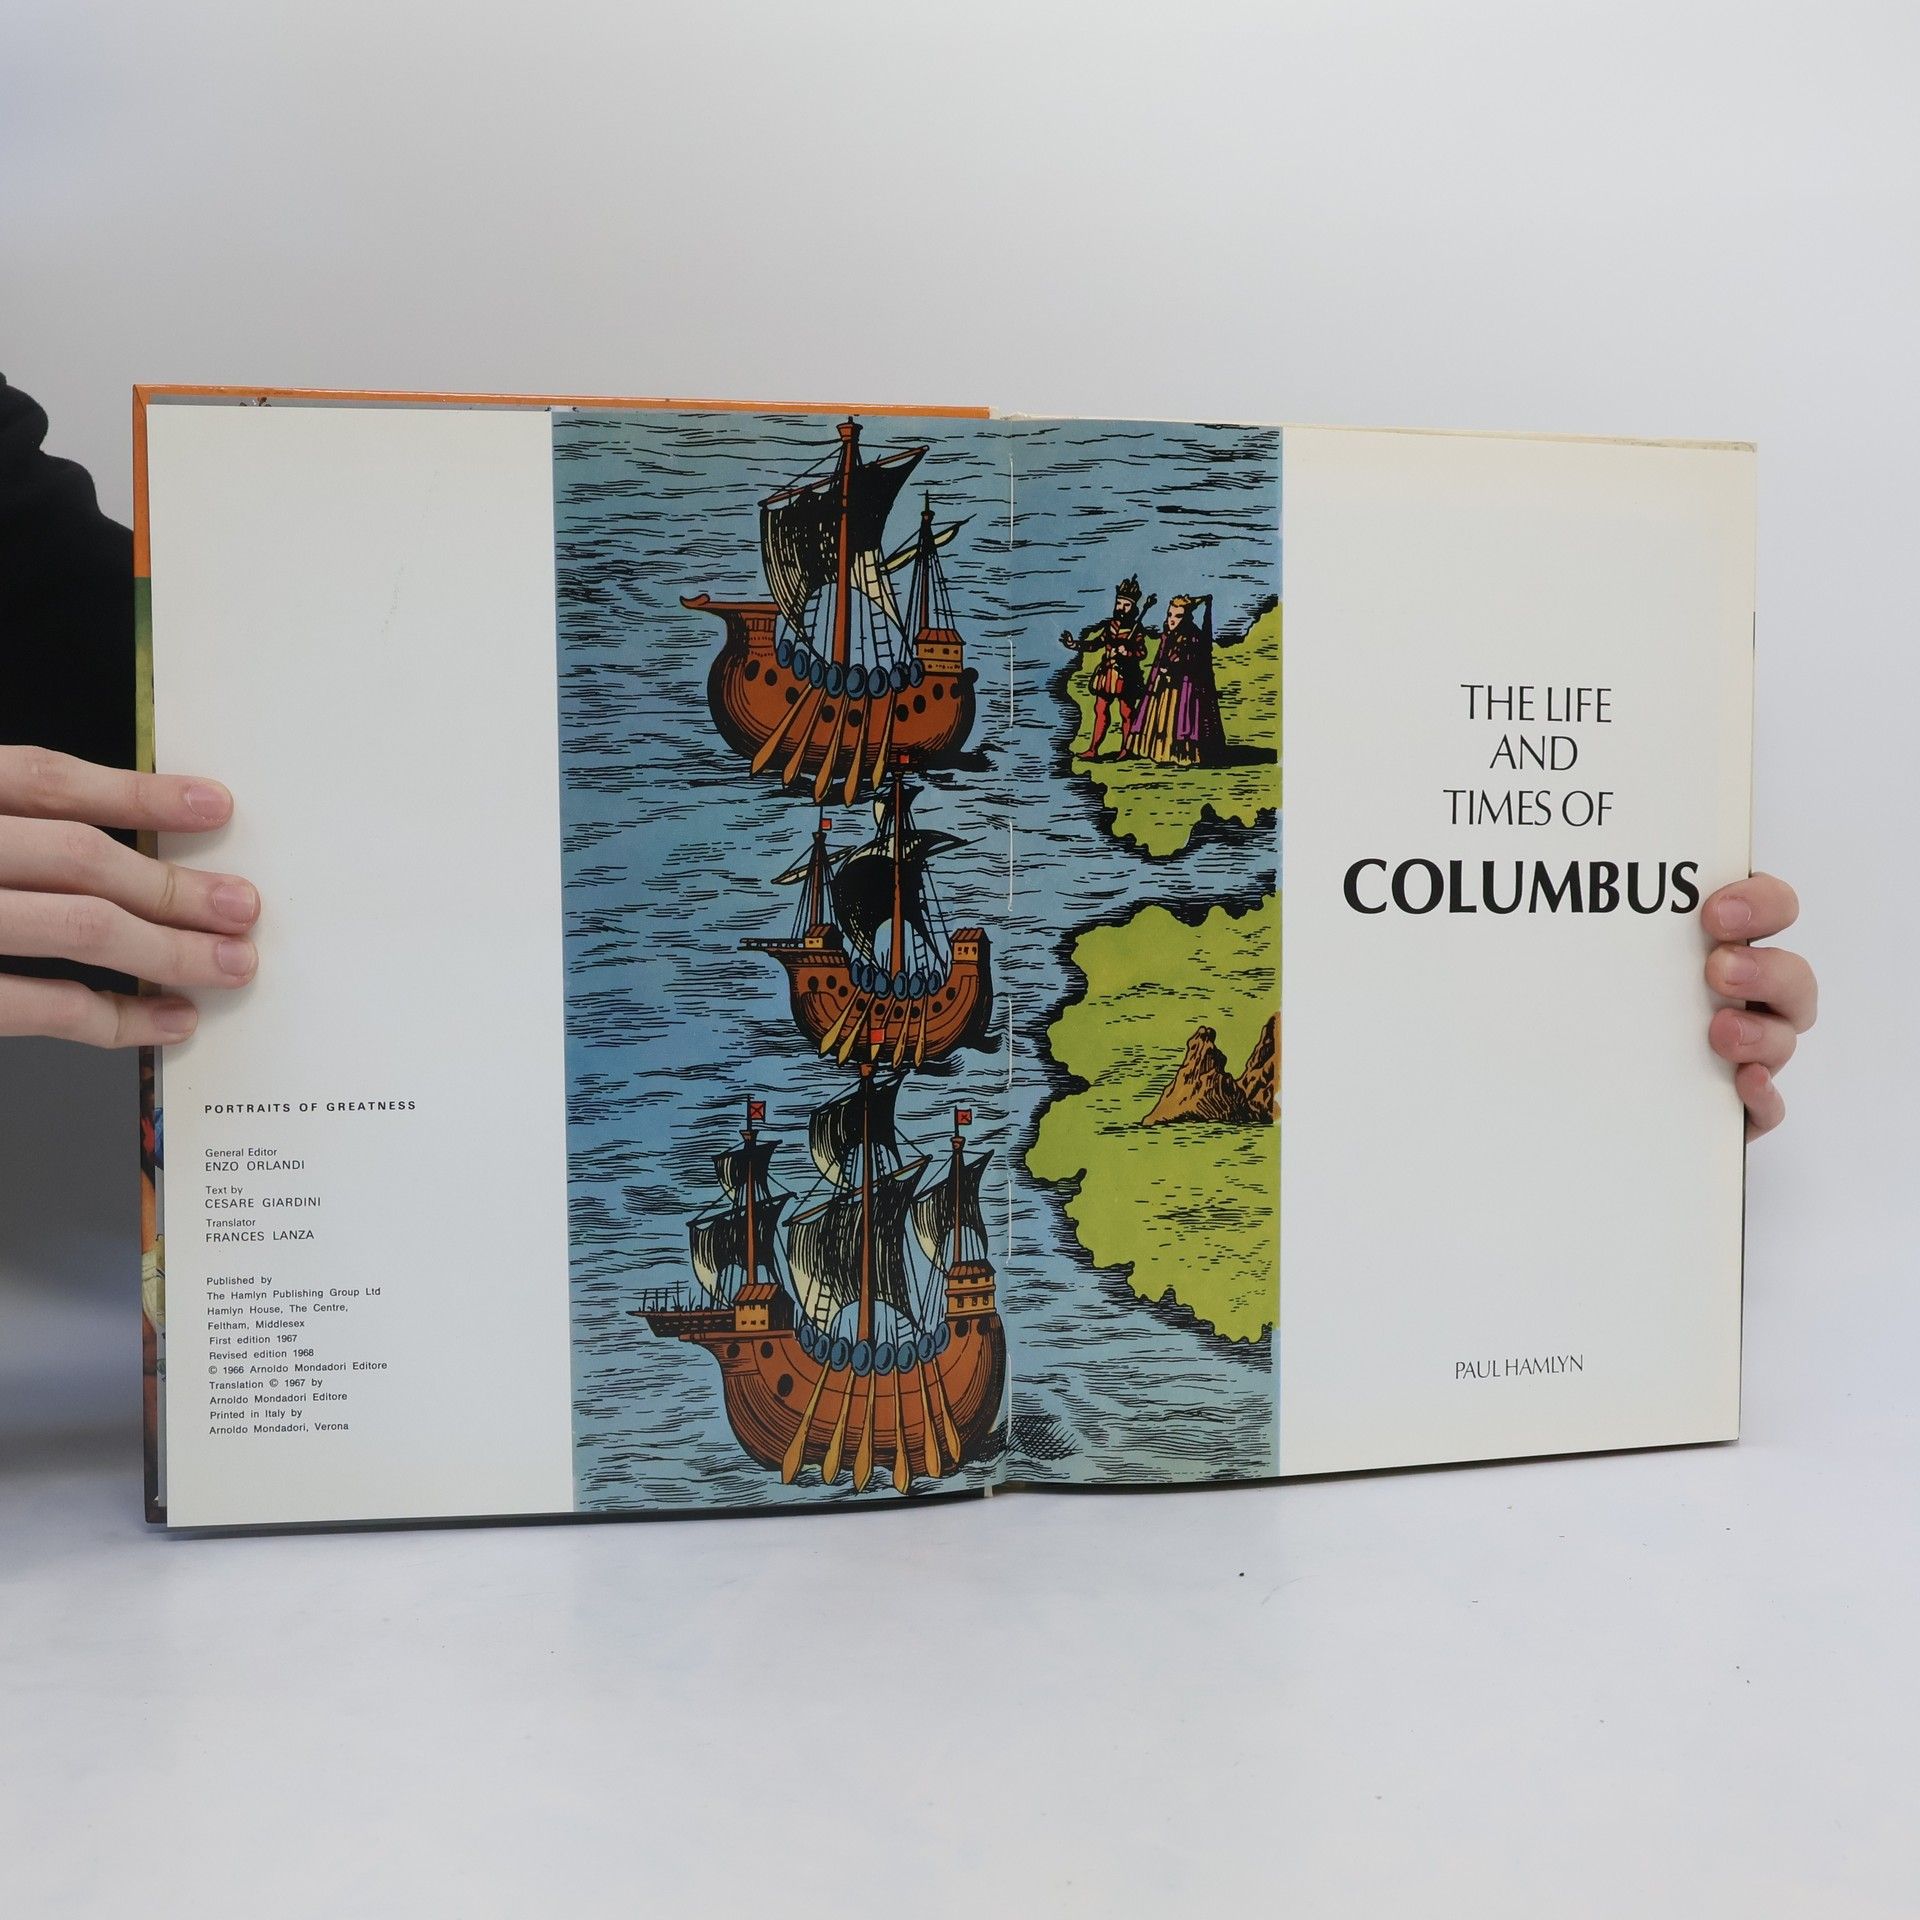 PORTRAITS OF GREATNESS
General Editor
ENZO ORLANDI
Text by
CESARE GIARDINI
Translator
FRANCES LANZA
Published by
The Hamlyn Publishing Group Ltd
Hamlyn House, The Centre,
Feltham, Middlesex
First edition 1967
Revised edition 1968
© 1966 Arnoldo Mondadori Editore
Translation © 1967 by
Arnoldo Mondadori Editore
Printed in Italy by
Arnoldo Mondadori, Verona
THE LIFE
AND
TIMES OF
COLUMBUS
PAUL HAMLYN